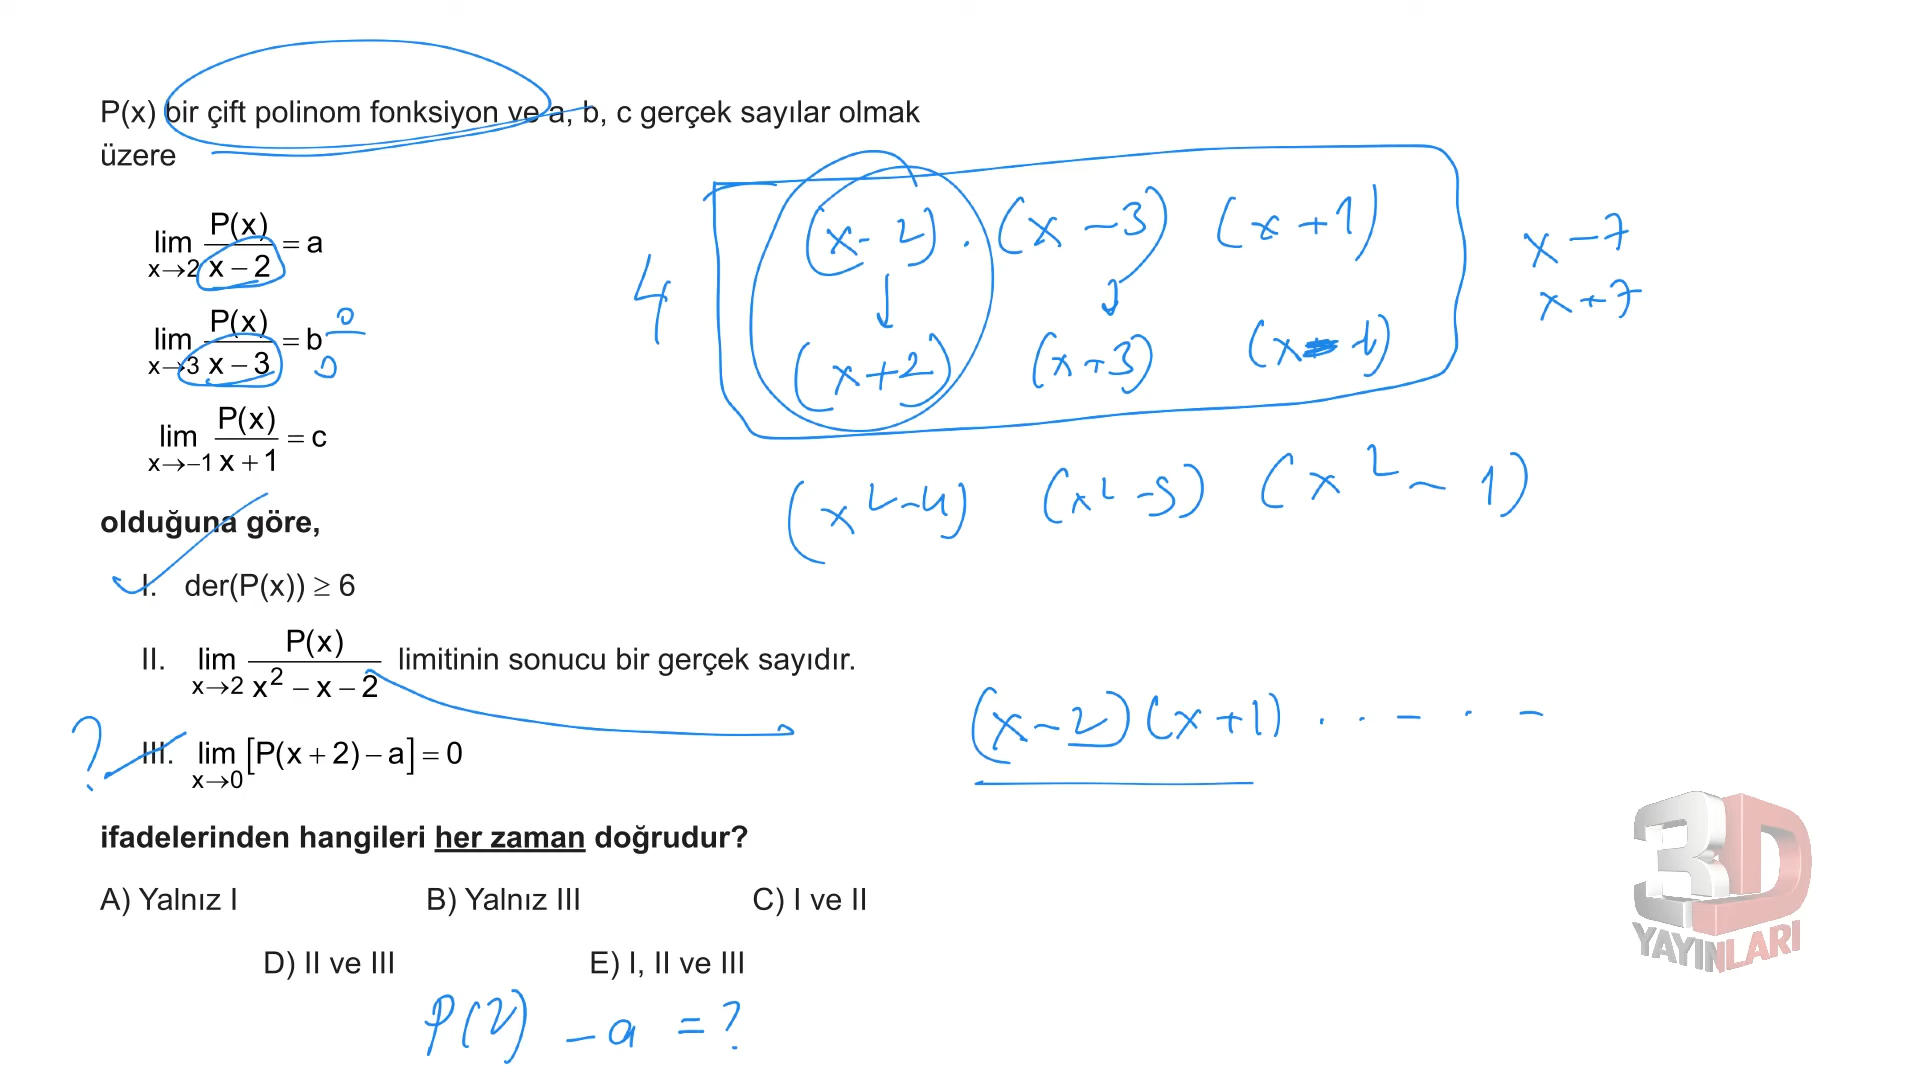 P(x) bir çift polinom fonksiyon ve a, b, c gerçek sayılar olmak
üzere
lim x→2 P(x)/(x – 2) = a
lim x→3 P(x)/(x – 3) = b 0/0
lim x→–1 P(x)/(x + 1) = c
4 (x – 2) . (x – 3) (x + 1)
(x + 2) (x + 3) (x – 1)
x – 7
x + 7
(x² – 4) (x² – 9) (x² – 1)
olduğuna göre,
I. der(P(x)) ≥ 6
II. lim x→2 P(x)/(x² – x – 2) limitinin sonucu bir gerçek sayıdır.
(x – 2)(x + 1) . . – . –
? III. lim x→0 [P(x + 2) – a] = 0
ifadelerinden hangileri her zaman doğrudur?
A) Yalnız I B) Yalnız III C) I ve II
D) II ve III E) I, II ve III
P(2) – a = ?
3D
YAYINLARI